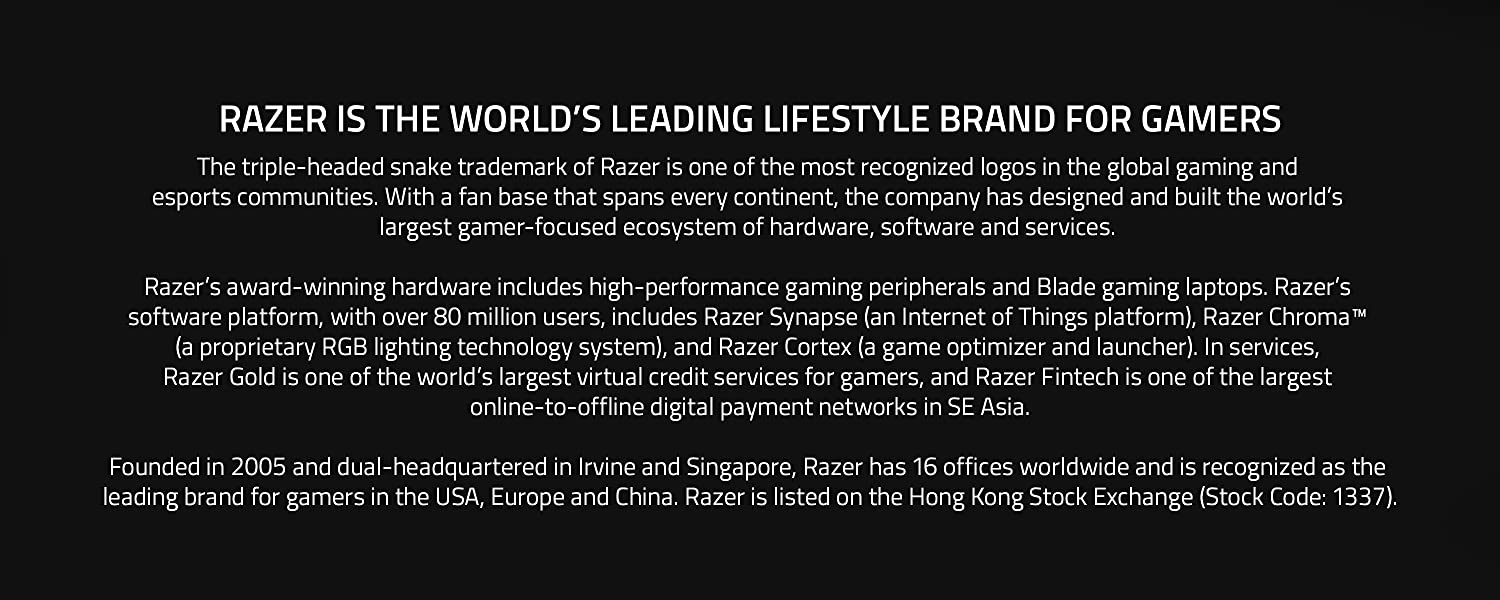 RAZER IS THE WORLD'S LEADING LIFESTYLE BRAND FOR GAMERS
The triple-headed snake trademark of Razer is one of the most recognized logos in the global gaming and
esports communities. With a fan base that spans every continent, the company has designed and built the world's
largest gamer-focused ecosystem of hardware, software and services.
Razer's award-winning hardware includes high-performance gaming peripherals and Blade gaming laptops. Razer's
software platform, with over 80 million users, includes Razer Synapse (an Internet of Things platform), Razer Chroma™
(a proprietary RGB lighting technology system), and Razer Cortex (a game optimizer and launcher). In services,
Razer Gold is one of the world's largest virtual credit services for gamers, and Razer Fintech is one of the largest
online-to-offline digital payment networks in SE Asia.
Founded in 2005 and dual-headquartered in Irvine and Singapore, Razer has 16 offices worldwide and is recognized as the
leading brand for gamers in the USA, Europe and China. Razer is listed on the Hong Kong Stock Exchange (Stock Code: 1337).